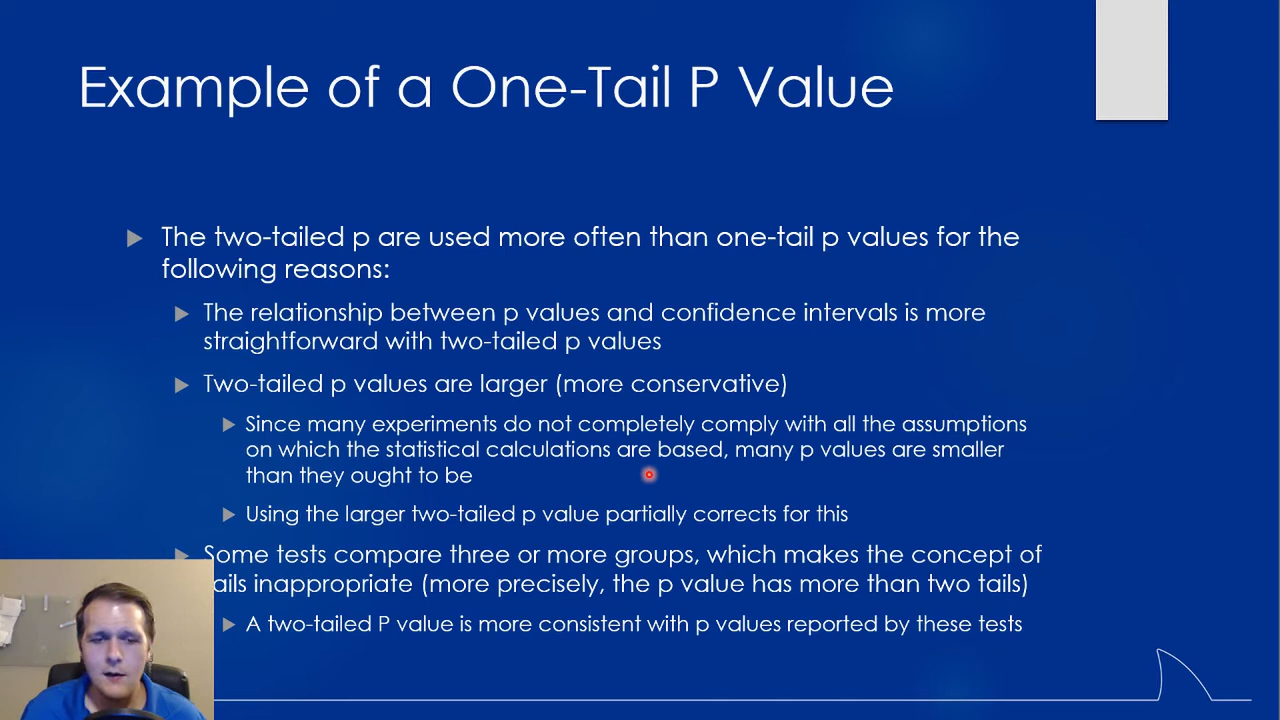 Example of a One-Tail P Value
The two-tailed p are used more often than one-tail p values for the
following reasons:
The relationship between p values and confidence intervals is more
straightforward with two-tailed p values
Two-tailed p values are larger (more conservative)
Since many experiments do not completely comply with all the assumptions
on which the statistical calculations are based, many p values are smaller
than they ought to be
Using the larger two-tailed p value partially corrects for this
Some tests compare three or more groups, which makes the concept of
ails inappropriate (more precisely, the p value has more than two tails)
A two-tailed P value is more consistent with p values reported by these tests